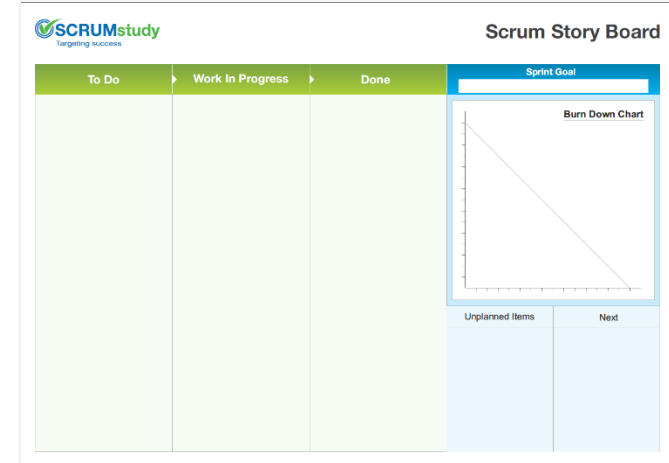 SCRUMstudy
Targeting success
Scrum Story Board
To Do
Work In Progress
Done
Sprint Goal
Burn Down Chart
Unplanned Items
Next